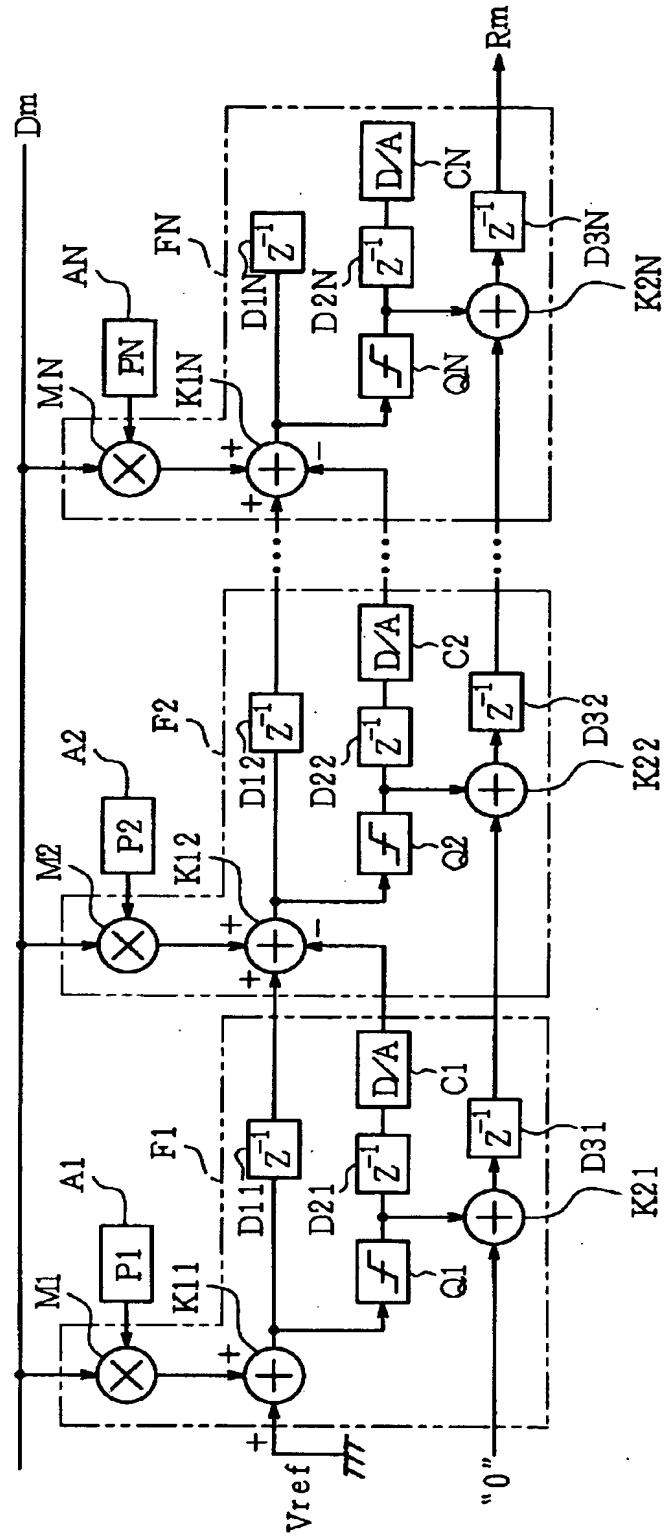 Dm
A1
A2
AN
M1
P1
M2
P2
MN
PN
F1
F2
FN
K11
K12
K1N
+
+
+
+
−
+
+
−
Vref
D11
Z⁻¹
D12
Z⁻¹
D1N
Z⁻¹
D21
Z⁻¹
D/A
D22
Z⁻¹
D/A
D2N
Z⁻¹
D/A
Q1
C1
Q2
C2
QN
CN
"0"
Z⁻¹
Z⁻¹
Z⁻¹
Rm
D31
D32
D3N
K21
K22
K2N